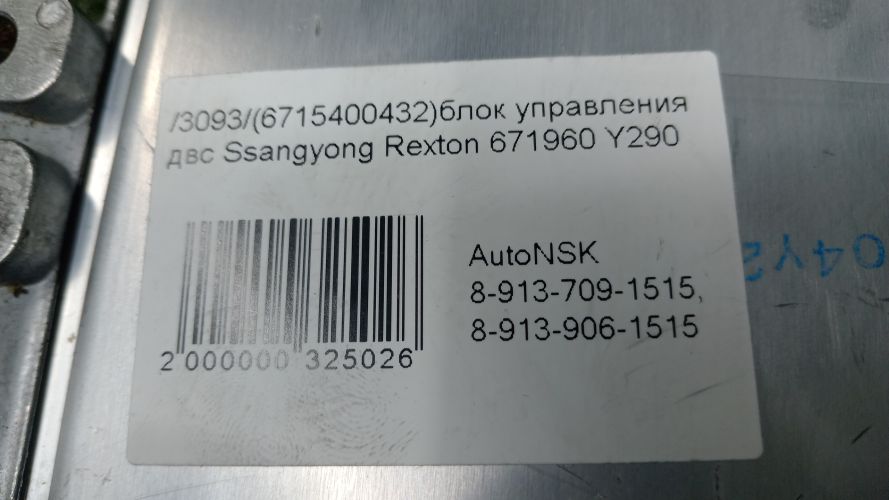 /3093/(6715400432)блок управления
двс Ssangyong Rexton 671960 Y290
AutoNSK
8-913-709-1515,
8-913-906-1515
2 000000 325026
04Y2